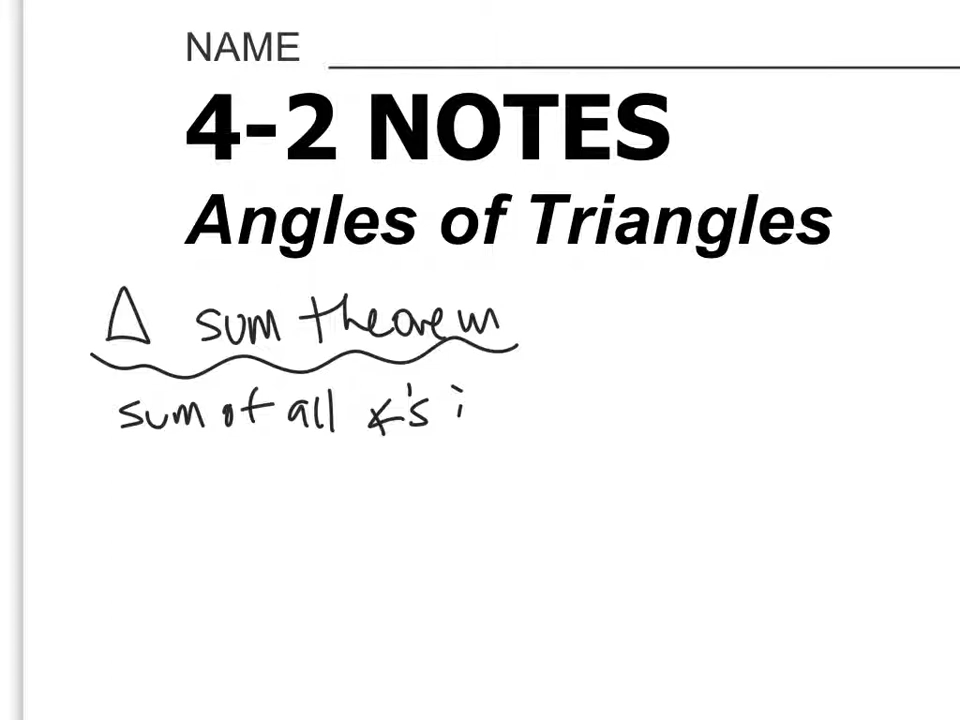 NAME
4-2 NOTES
Angles of Triangles
Δ sum theorem
sum of all ∠'s i